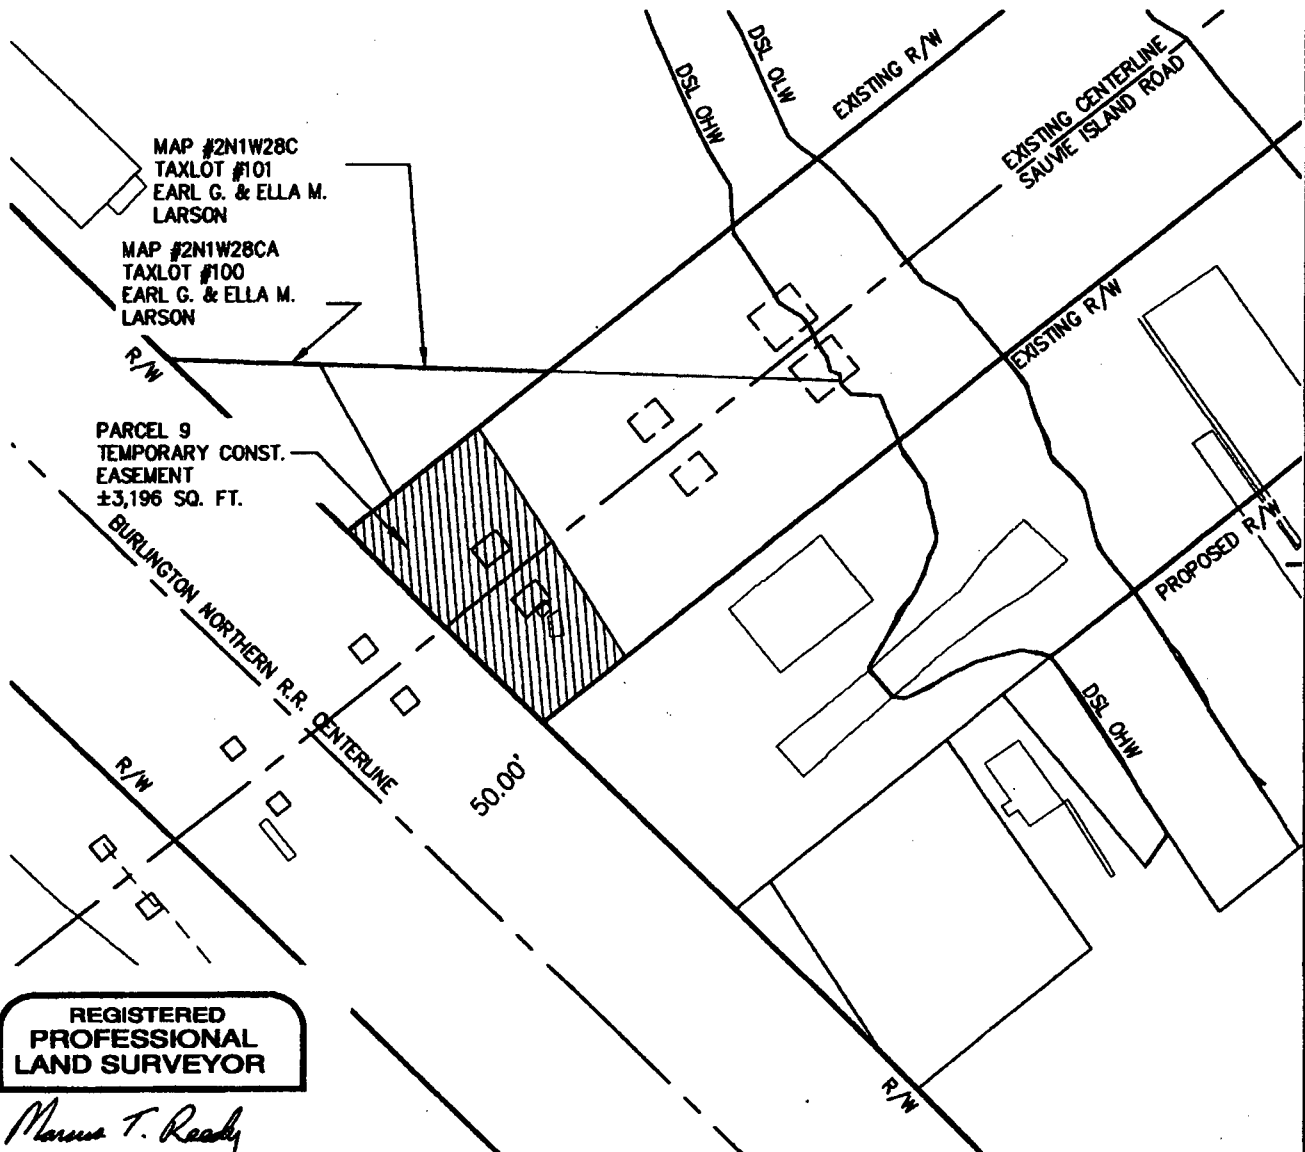 DSL OHW
DSL OLW
EXISTING R/W
EXISTING CENTERLINE
SAUVIE ISLAND ROAD
MAP #2N1W28C
TAXLOT #101
EARL G. & ELLA M.
LARSON
MAP #2N1W28CA
TAXLOT #100
EARL G. & ELLA M.
LARSON
R/W
EXISTING R/W
PARCEL 9
TEMPORARY CONST.
EASEMENT
±3,196 SQ. FT.
BURLINGTON NORTHERN R.R. CENTERLINE
PROPOSED R/W
DSL OHW
R/W
50.00'
R/W
REGISTERED
PROFESSIONAL
LAND SURVEYOR
Marcus T. Reedy